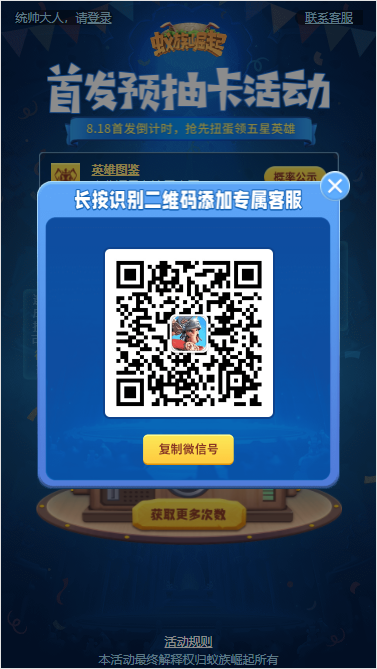 统帅大人，请登录
联系客服
蚁族崛起
首发预抽卡活动
8.18首发倒计时，抢先扭蛋领五星英雄
英雄图鉴
概率公示
长按识别二维码添加专属客服
复制微信号
获取更多次数
活动规则
本活动最终解释权归蚁族崛起所有